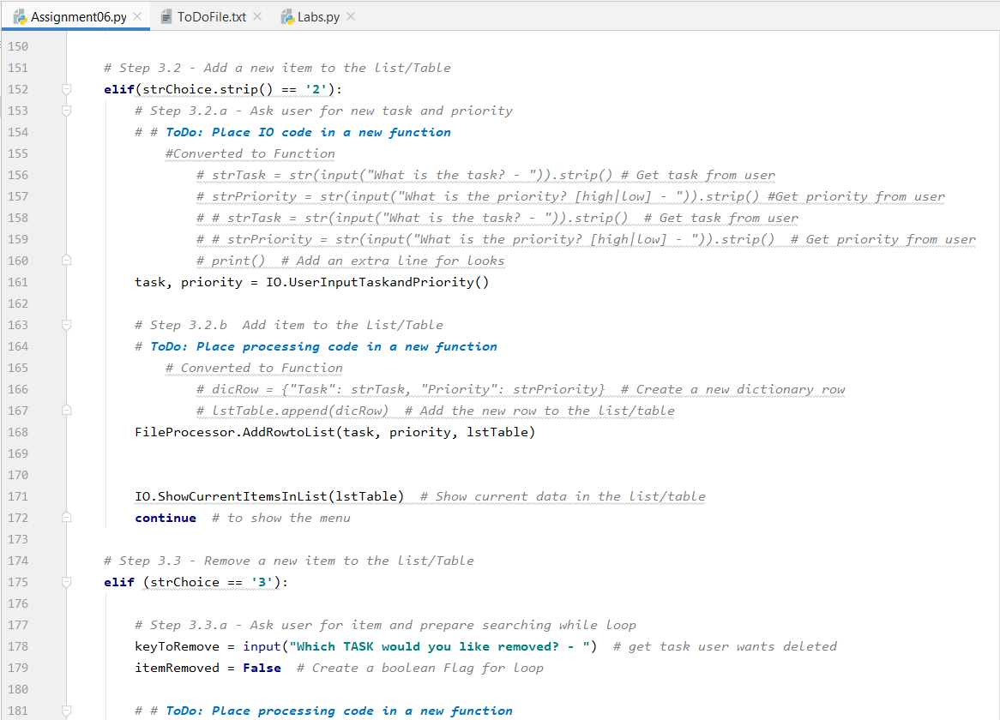 Assignment06.py ToDoFile.txt Labs.py
150
151 # Step 3.2 - Add a new item to the list/Table
152 elif(strChoice.strip() == '2'):
153 # Step 3.2.a - Ask user for new task and priority
154 # # ToDo: Place IO code in a new function
155 #Converted to Function
156 # strTask = str(input("What is the task? - ")).strip() # Get task from user
157 # strPriority = str(input("What is the priority? [high|low] - ")).strip() #Get priority from user
158 # # strTask = str(input("What is the task? - ")).strip()  # Get task from user
159 # # strPriority = str(input("What is the priority? [high|low] - ")).strip()  # Get priority from user
160 # print()  # Add an extra line for looks
161 task, priority = IO.UserInputTaskandPriority()
162
163 # Step 3.2.b  Add item to the List/Table
164 # ToDo: Place processing code in a new function
165 # Converted to Function
166 # dicRow = {"Task": strTask, "Priority": strPriority}  # Create a new dictionary row
167 # lstTable.append(dicRow)  # Add the new row to the list/table
168 FileProcessor.AddRowtoList(task, priority, lstTable)
169
170
171 IO.ShowCurrentItemsInList(lstTable)  # Show current data in the list/table
172 continue  # to show the menu
173
174 # Step 3.3 - Remove a new item to the list/Table
175 elif (strChoice == '3'):
176
177 # Step 3.3.a - Ask user for item and prepare searching while loop
178 keyToRemove = input("Which TASK would you like removed? - ")  # get task user wants deleted
179 itemRemoved = False  # Create a boolean Flag for loop
180
181 # # ToDo: Place processing code in a new function